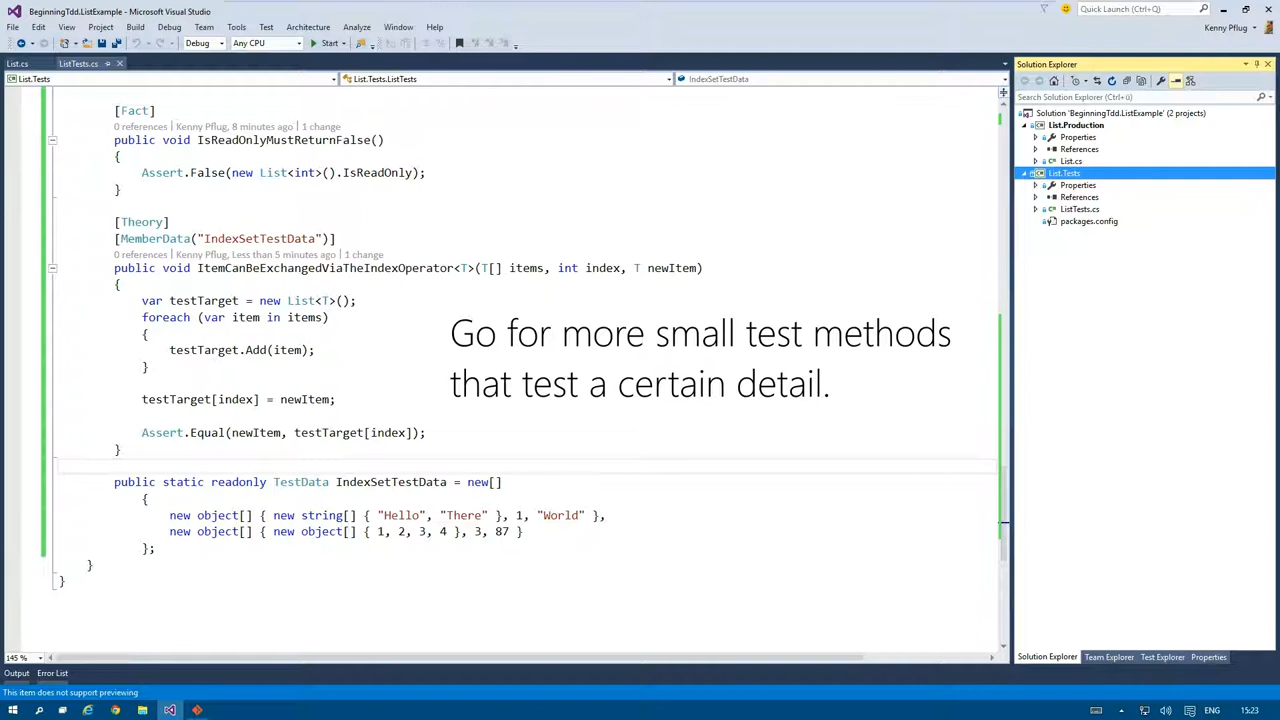 BeginningTdd.ListExample - Microsoft Visual Studio
Quick Launch (Ctrl+Q)
File Edit View Project Build Debug Team Tools Test Architecture Analyze Window Help
Kenny Pflug
Debug Any CPU Start
List.cs ListTests.cs
List.Tests List.Tests.ListTests IndexSetTestData
[Fact]
0 references | Kenny Pflug, 8 minutes ago | 1 change
public void IsReadOnlyMustReturnFalse()
{
Assert.False(new List<int>().IsReadOnly);
}
[Theory]
[MemberData("IndexSetTestData")]
0 references | Kenny Pflug, Less than 5 minutes ago | 1 change
public void ItemCanBeExchangedViaTheIndexOperator<T>(T[] items, int index, T newItem)
{
var testTarget = new List<T>();
foreach (var item in items)
{
testTarget.Add(item);
}
testTarget[index] = newItem;
Assert.Equal(newItem, testTarget[index]);
}
public static readonly TestData IndexSetTestData = new[]
{
new object[] { new string[] { "Hello", "There" }, 1, "World" },
new object[] { new object[] { 1, 2, 3, 4 }, 3, 87 }
};
}
}
Go for more small test methods
that test a certain detail.
Solution Explorer
Search Solution Explorer (Ctrl+ü)
Solution 'BeginningTdd.ListExample' (2 projects)
List.Production
Properties
References
List.cs
List.Tests
Properties
References
ListTests.cs
packages.config
145 %
Solution Explorer Team Explorer Test Explorer Properties
Output Error List
This item does not support previewing
ENG 15:23